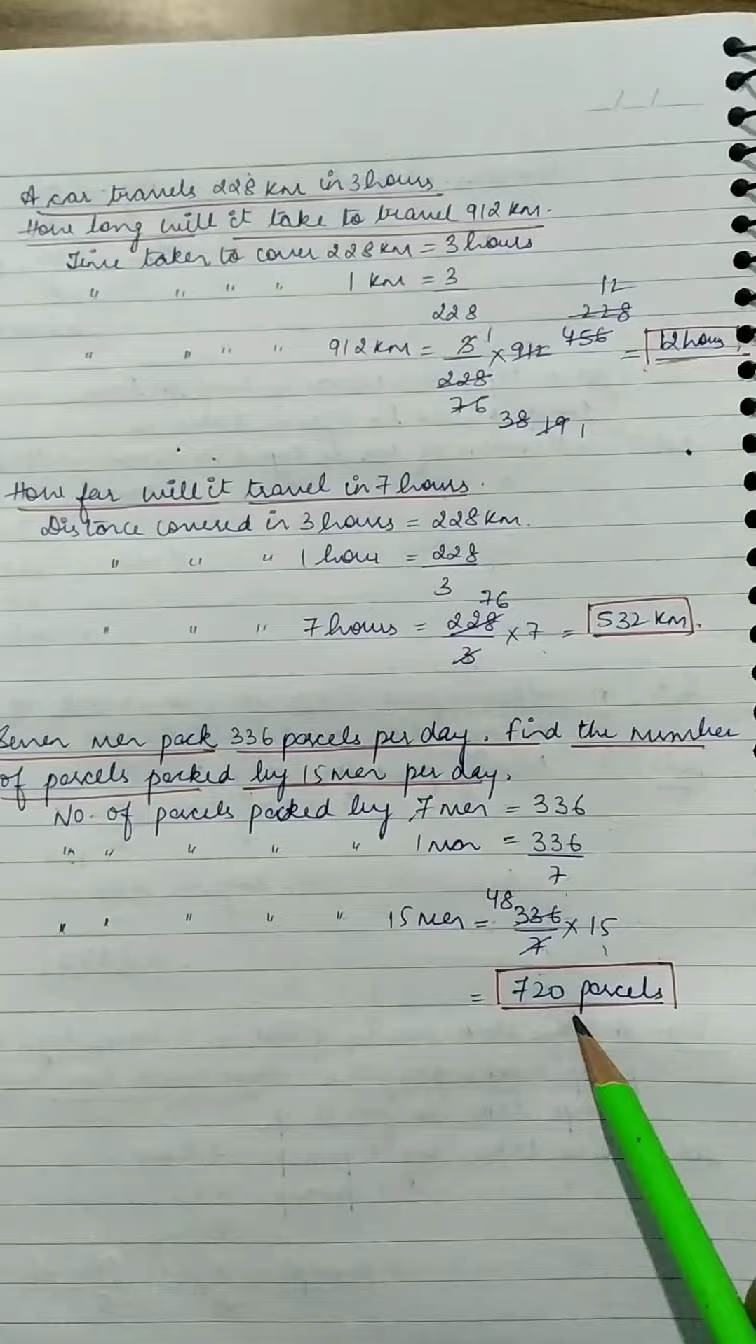 A car travels 228 Km in 3 hours
How long will it take to travel 912 Km.
Time taken to cover 228 Km = 3 hours
" " " " 1 Km = 3
228
12
228
" " " " 912 Km = 3 1 × 912 456 = 12 hours
228
76 38 19 1
How far will it travel in 7 hours.
Distance covered in 3 hours = 228 Km.
" " " 1 hour = 228
3
76
" " " 7 hours = 228 × 7 = 532 Km.
3
Seven men pack 336 parcels per day. find the number
of parcels packed by 15 men per day.
No. of parcels packed by 7 men = 336
" " " " " 1 man = 336
7
" " " " " 15 men = 48 336 × 15
7
= 720 parcels